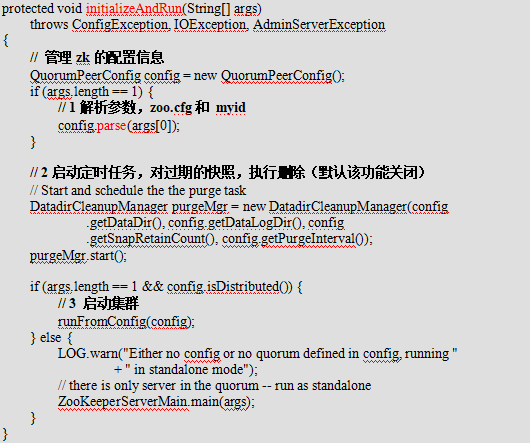 protected void initializeAndRun(String[] args)
throws ConfigException, IOException, AdminServerException
{
// 管理 zk 的配置信息
QuorumPeerConfig config = new QuorumPeerConfig();
if (args.length == 1) {
// 1 解析参数，zoo.cfg 和 myid
config.parse(args[0]);
}
// 2 启动定时任务，对过期的快照，执行删除（默认该功能关闭）
// Start and schedule the the purge task
DatadirCleanupManager purgeMgr = new DatadirCleanupManager(config
.getDataDir(), config.getDataLogDir(), config
.getSnapRetainCount(), config.getPurgeInterval());
purgeMgr.start();
if (args.length == 1 && config.isDistributed()) {
// 3 启动集群
runFromConfig(config);
} else {
LOG.warn("Either no config or no quorum defined in config, running "
+ " in standalone mode");
// there is only server in the quorum -- run as standalone
ZooKeeperServerMain.main(args);
}
}